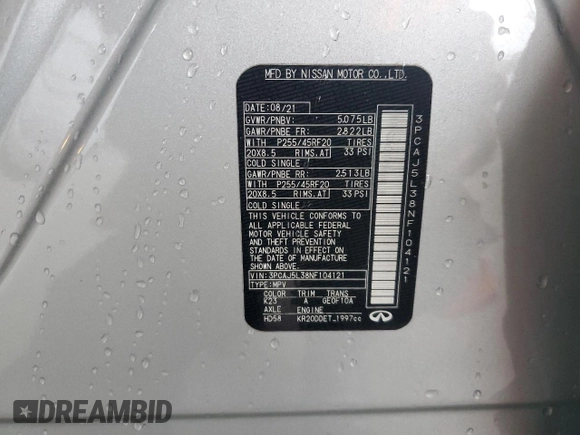 MFD BY NISSAN MOTOR CO.,LTD.
DATE: 08/21
GVWR/PNBV: 5.075LB
GAWR/PNBE FR: 2.822LB
WITH P255/45RF20 TIRES
20X8.5 RIMS,AT 33 PSI
COLD SINGLE
GAWR/PNBE RR: 2.513LB
WITH P255/45RF20 TIRES
20X8.5 RIMS,AT 33 PSI
COLD SINGLE
THIS VEHICLE CONFORMS TO
ALL APPLICABLE FEDERAL
MOTOR VEHICLE SAFETY
AND THEFT PREVENTION
STANDARDS IN EFFECT ON
THE DATE OF MANUFACTURE
SHOWN ABOVE.
VIN: 3PCAJ5L38NF104121
TYPE: MPV
COLOR TRIM TRANS
K23 A GE0F10A
AXLE ENGINE
HD58 KR20DDET 1997cc
INFINITI
3PCAJ5L38NF104121
DREAMBID